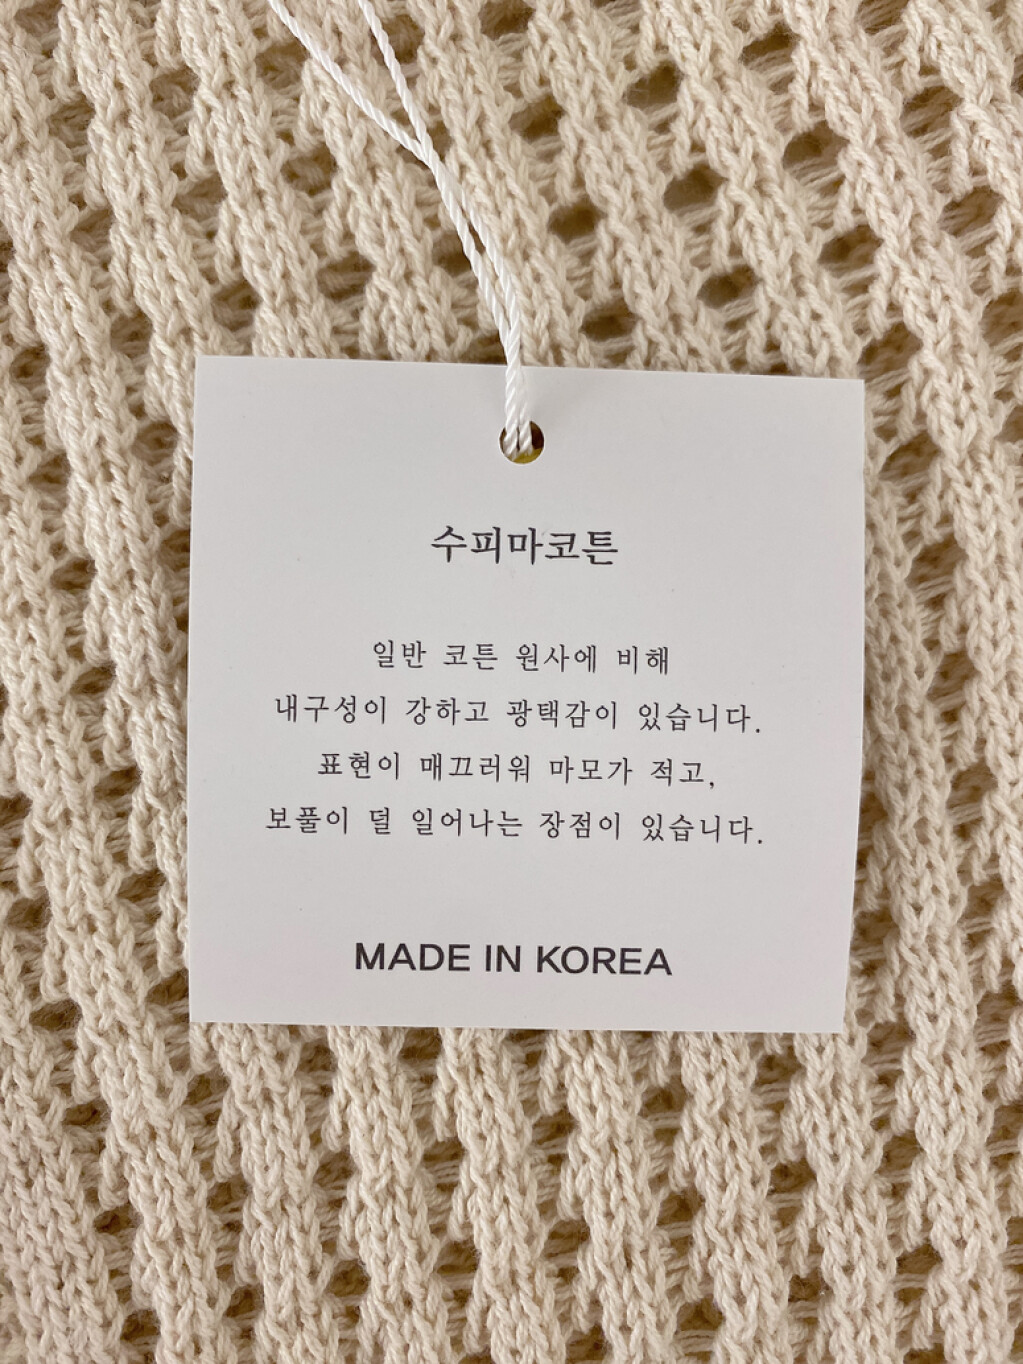 수피마코튼
일반 코튼 원사에 비해
내구성이 강하고 광택감이 있습니다.
표현이 매끄러워 마모가 적고,
보풀이 덜 일어나는 장점이 있습니다.
MADE IN KOREA